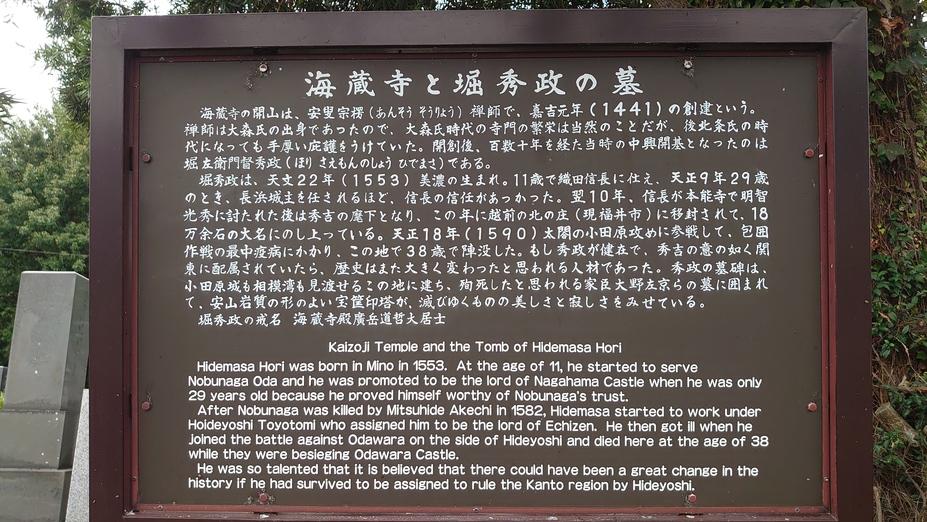 海蔵寺と堀秀政の墓
海蔵寺の開山は、安叟宗楞(あんそう そうりょう)禅師で、嘉吉元年(1441)の創建という。
禅師は大森氏の出身であったので、大森氏時代の寺門の繁栄は当然のことだが、後北条氏の時
代になっても手厚い庇護をうけていた。開創後、百数十年を経た当時の中興開基となったのは
堀左衛門督秀政(ほり さえもんのしょう ひでまさ)である。
堀秀政は、天文22年(1553)美濃の生まれ。11歳で織田信長に仕え、天正9年29歳
のとき、長浜城主を任されるほど、信長の信任があつかった。翌10年、信長が本能寺で明智
光秀に討たれた後は秀吉の麾下となり、この年に越前の北の庄(現福井市)に移封されて、18
万余石の大名にのし上っている。天正18年(1590)太閤の小田原攻めに参戦して、包囲
作戦の最中疫病にかかり、この地で38歳で陣没した。もし秀政が健在で、秀吉の意の如く関
東に配属されていたら、歴史はまた大きく変わったと思われる人材であった。秀政の墓碑は、
小田原城も相模湾も見渡せるこの地に建ち、殉死したと思われる家臣大野左京らの墓に囲まれ
て、安山岩質の形のよい宝筐印塔が、滅びゆくものの美しさと寂しさをみせている。
堀秀政の戒名 海蔵寺殿廣岳道哲大居士
Kaizoji Temple and the Tomb of Hidemasa Hori
Hidemasa Hori was born in Mino in 1553. At the age of 11, he started to serve
Nobunaga Oda and he was promoted to be the lord of Nagahama Castle when he was only
29 years old because he proved himself worthy of Nobunaga's trust.
After Nobunaga was killed by Mitsuhide Akechi in 1582, Hidemasa started to work under
Hoideyoshi Toyotomi who assigned him to be the lord of Echizen. He then got ill when he
joined the battle against Odawara on the side of Hideyoshi and died here at the age of 38
while they were besieging Odawara Castle.
He was so talented that it is believed that there could have been a great change in the
history if he had survived to be assigned to rule the Kanto region by Hideyoshi.